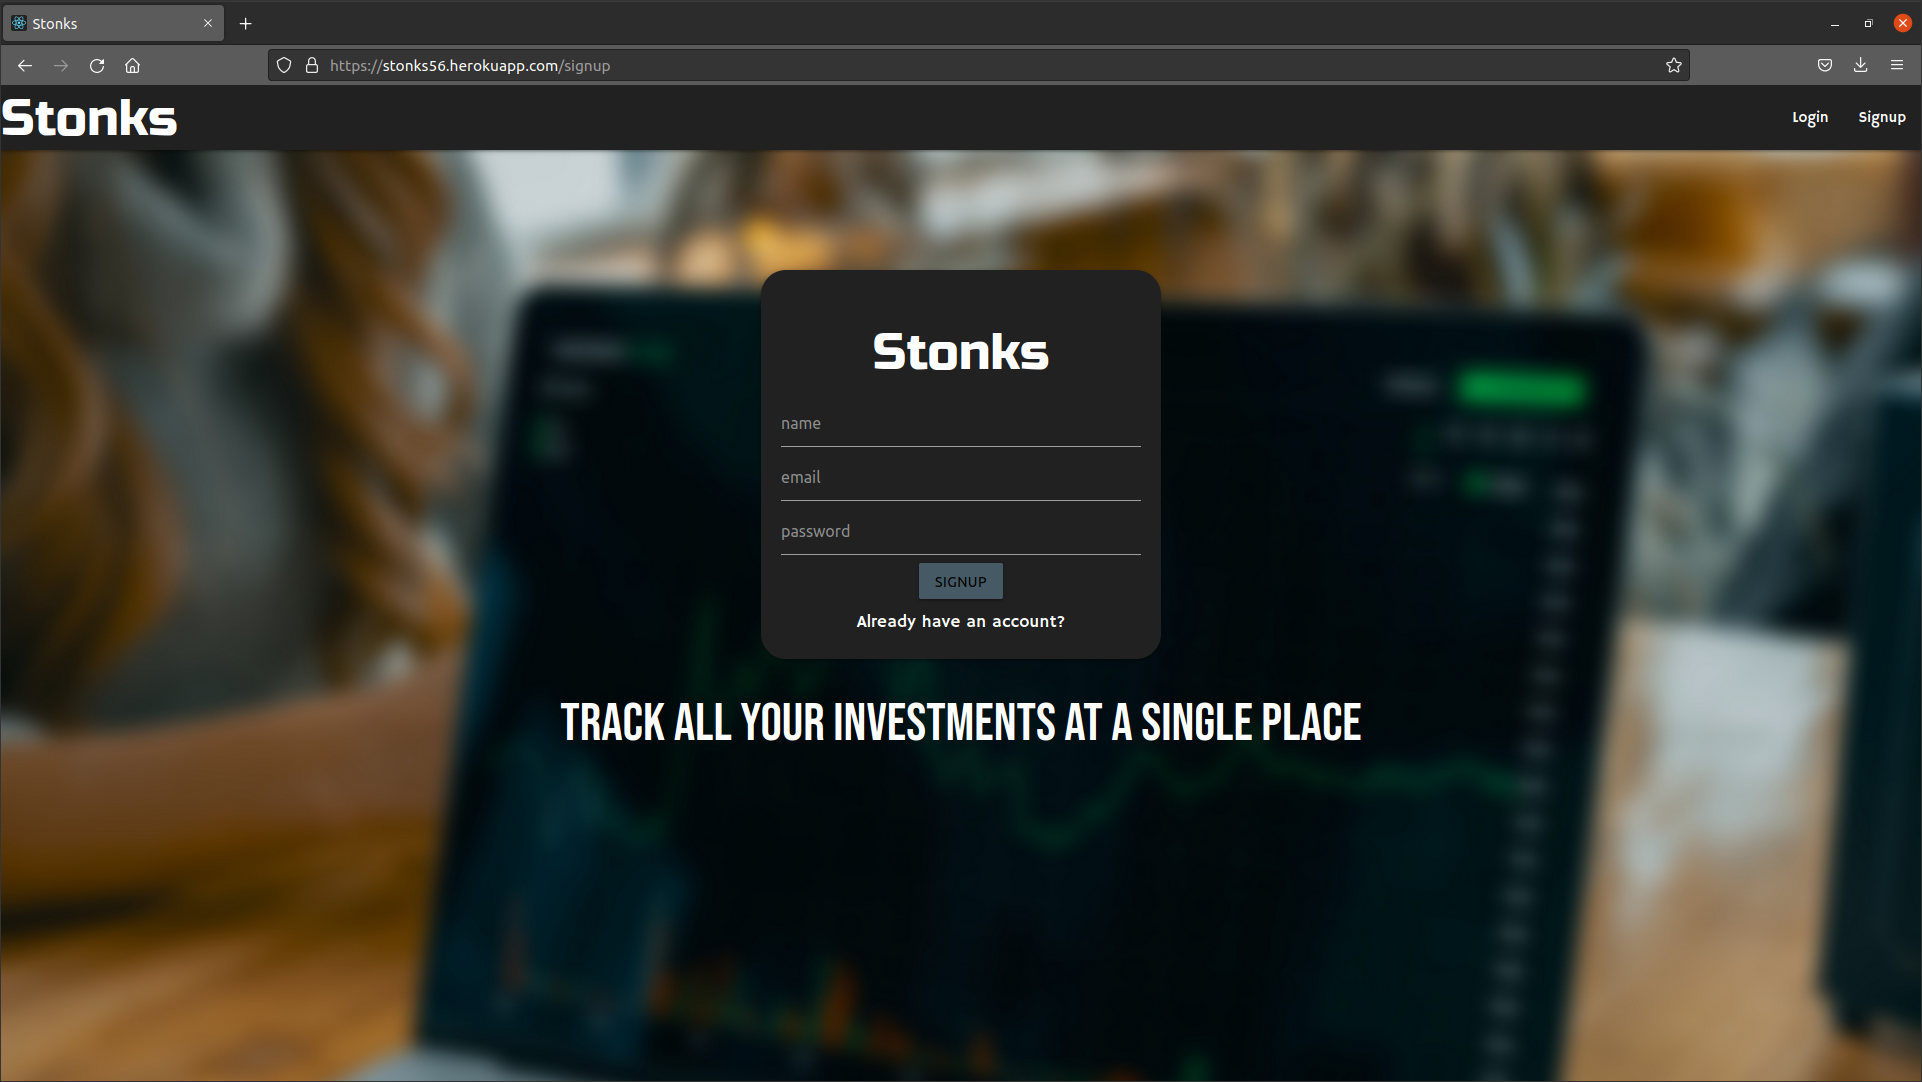 Stonks
https://stonks56.herokuapp.com/signup
Stonks
Login
Signup
Stonks
name
email
password
SIGNUP
Already have an account?
TRACK ALL YOUR INVESTMENTS AT A SINGLE PLACE